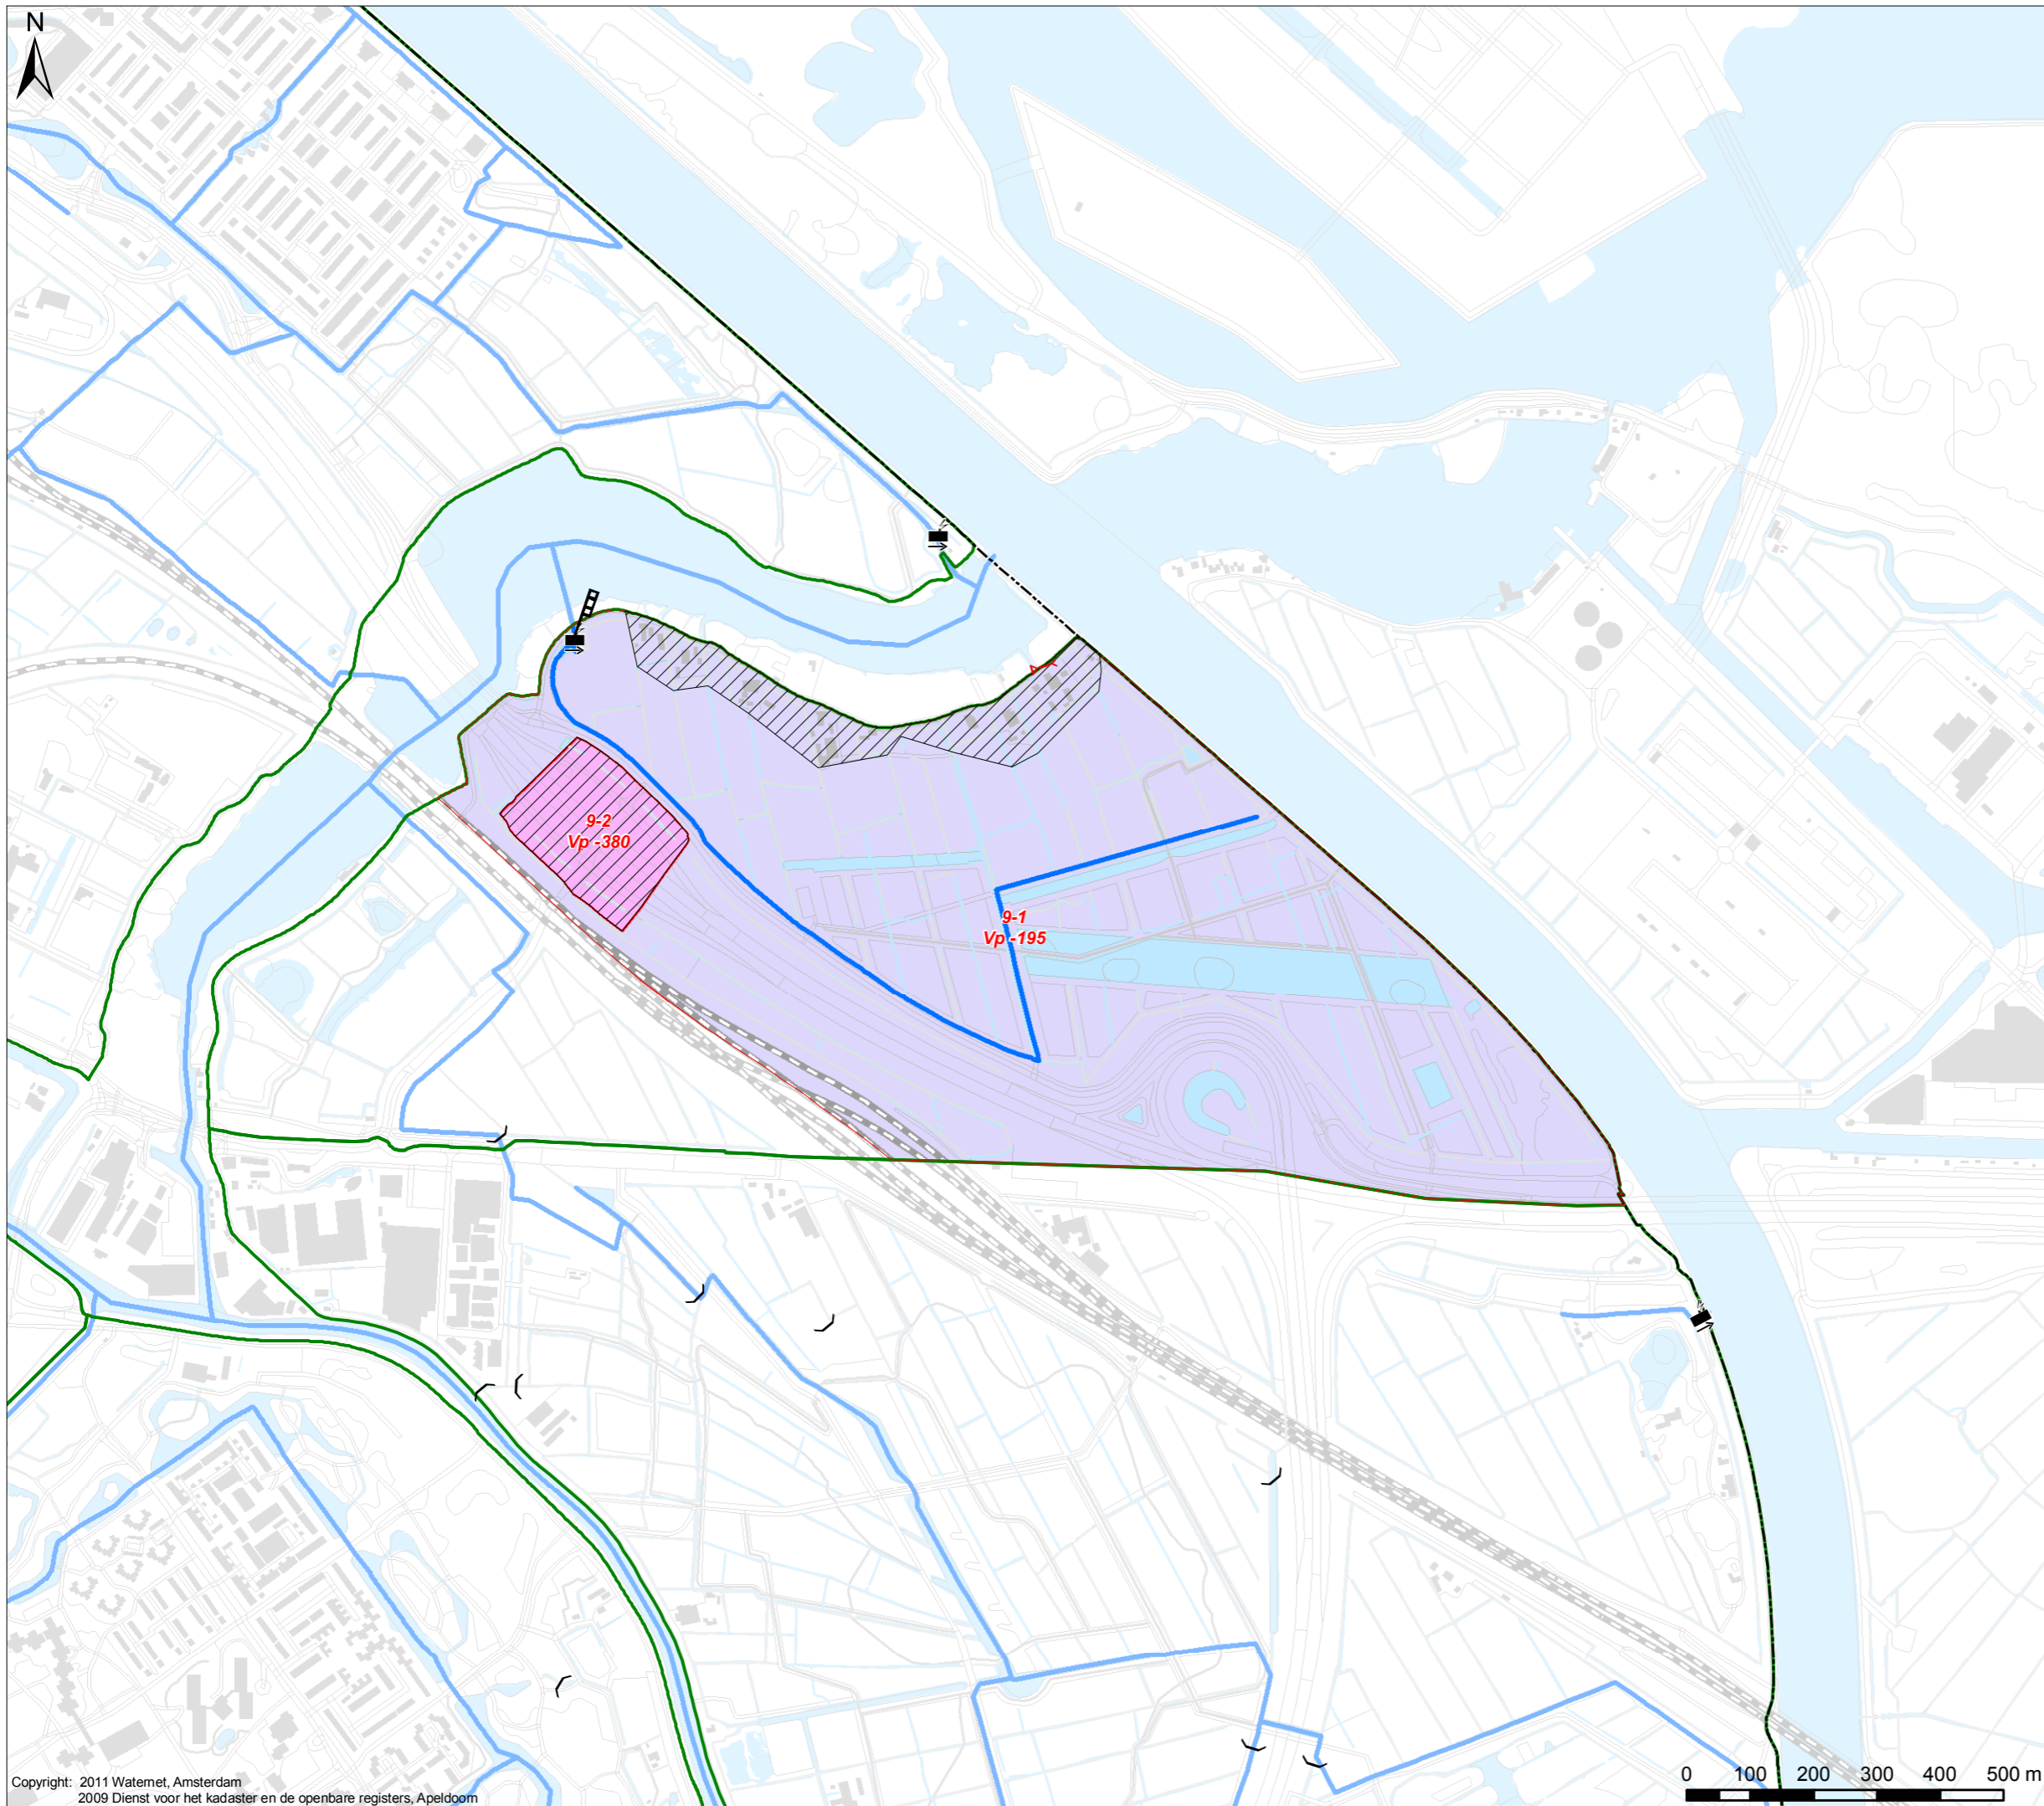 N
9-2
Vp -380
9-1
Vp -195
0 100 200 300 400 500 m
Copyright: 2011 Waternet, Amsterdam
2009 Dienst voor het kadaster en de openbare registers, Apeldoorn